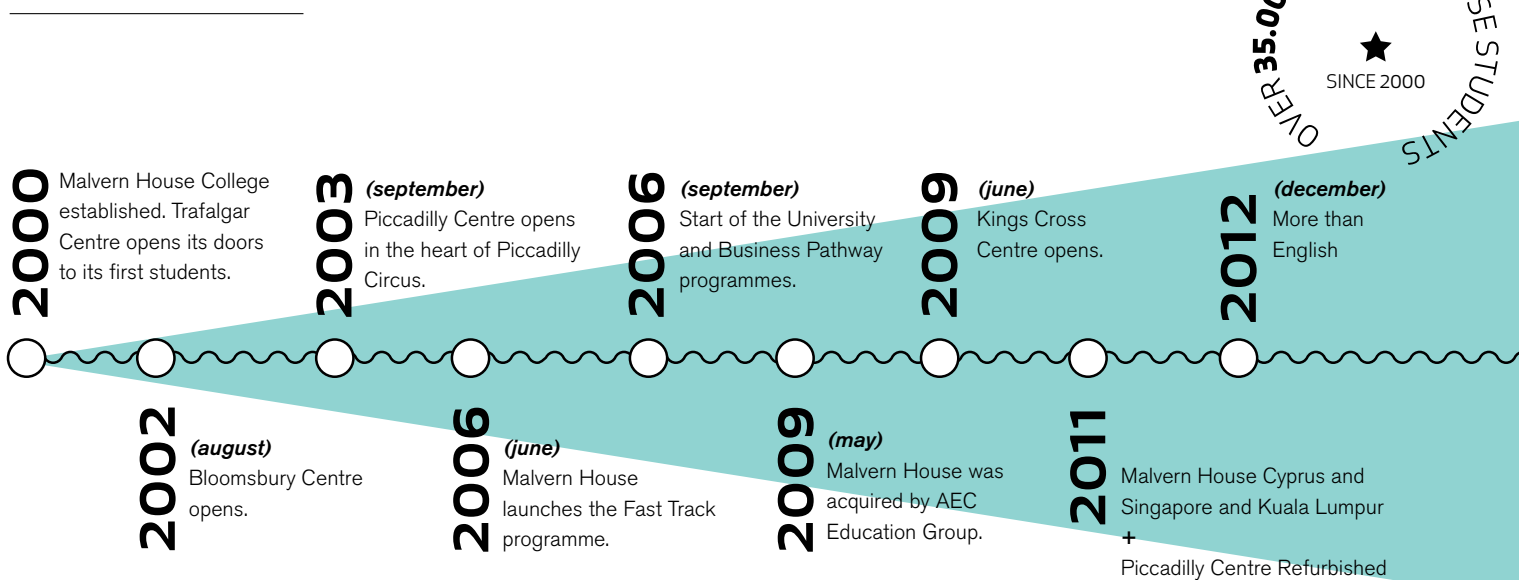 OVER 35.00
SE STUDENTS
SINCE 2000
2000
Malvern House College
established. Trafalgar
Centre opens its doors
to its first students.
2003
(september)
Piccadilly Centre opens
in the heart of Piccadilly
Circus.
2006
(september)
Start of the University
and Business Pathway
programmes.
2009
(june)
Kings Cross
Centre opens.
2012
(december)
More than
English
2002
(august)
Bloomsbury Centre
opens.
2006
(june)
Malvern House
launches the Fast Track
programme.
2009
(may)
Malvern House was
acquired by AEC
Education Group.
2011
Malvern House Cyprus and
Singapore and Kuala Lumpur
+
Piccadilly Centre Refurbished